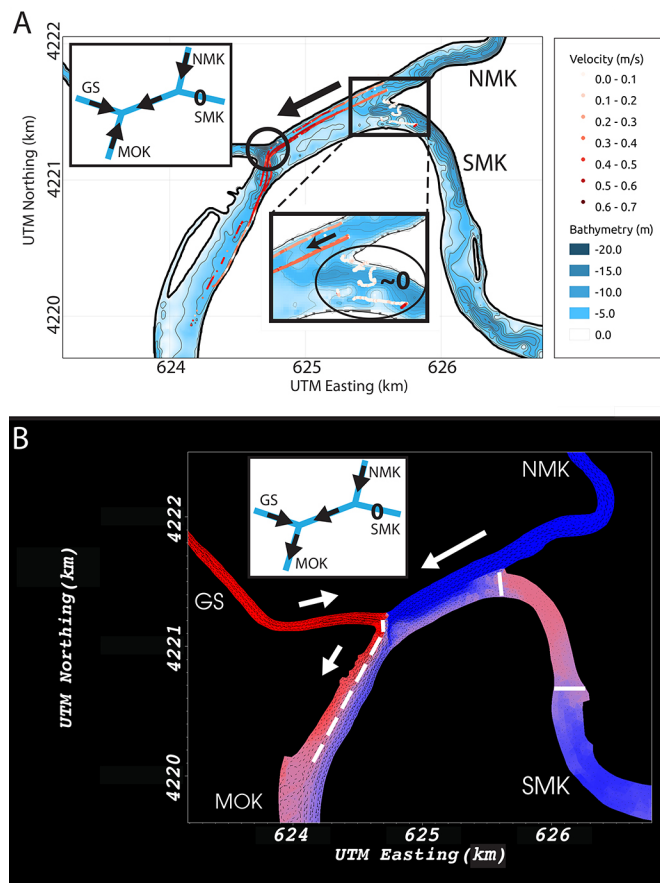 A
4222
4221
4220
UTM Northing (km)
NMK
GS
0
SMK
MOK
NMK
SMK
~0
624
625
626
UTM Easting (km)
Velocity (m/s)
0.0 - 0.1
0.1 - 0.2
0.2 - 0.3
0.3 - 0.4
0.4 - 0.5
0.5 - 0.6
0.6 - 0.7
Bathymetry (m)
-20.0
-15.0
-10.0
-5.0
0.0
B
NMK
GS
0
SMK
MOK
NMK
4222
4221
4220
UTM Northing(km)
GS
MOK
SMK
624
625
626
UTM Easting(km)